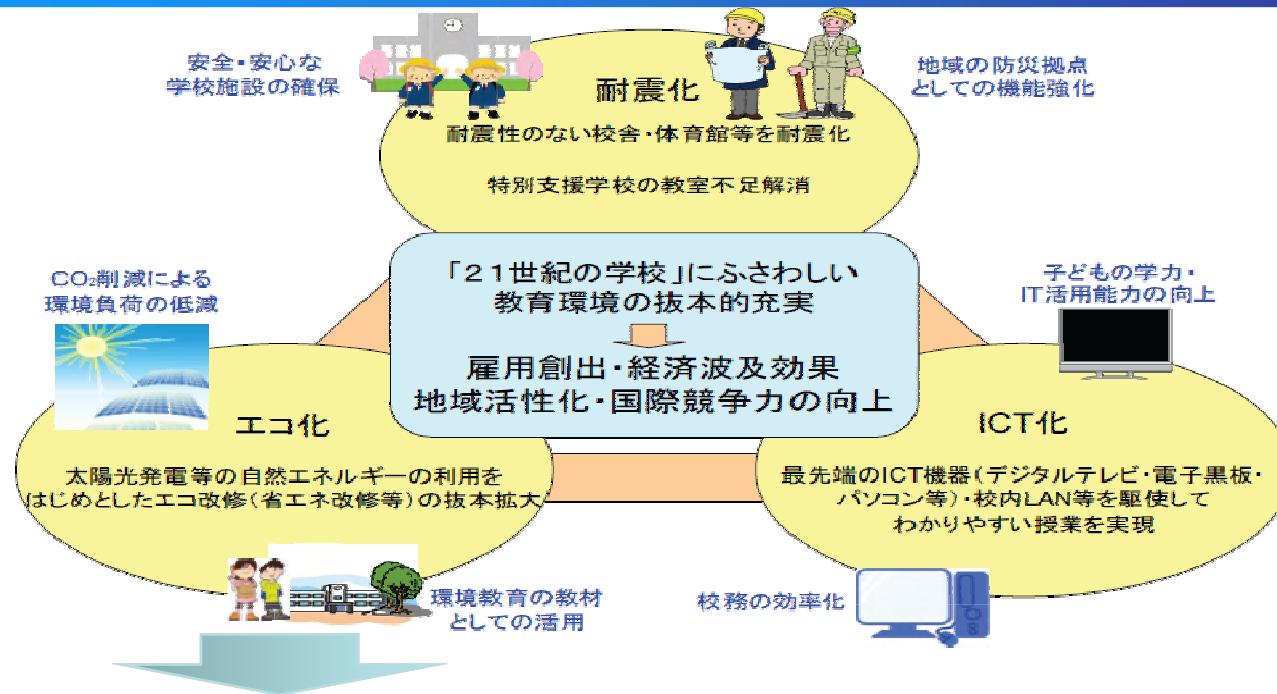 安全・安心な
学校施設の確保
地域の防災拠点
としての機能強化
耐震化
耐震性のない校舎・体育館等を耐震化
特別支援学校の教室不足解消
「21世紀の学校」にふさわしい
教育環境の抜本的充実
雇用創出・経済波及効果
地域活性化・国際競争力の向上
CO₂削減による
環境負荷の低減
子どもの学力・
IT活用能力の向上
エコ化
太陽光発電等の自然エネルギーの利用を
はじめとしたエコ改修(省エネ改修等)の抜本拡大
ICT化
最先端のICT機器(デジタルテレビ・電子黒板・
パソコン等)・校内LAN等を駆使して
わかりやすい授業を実現
環境教育の教材
としての活用
校務の効率化